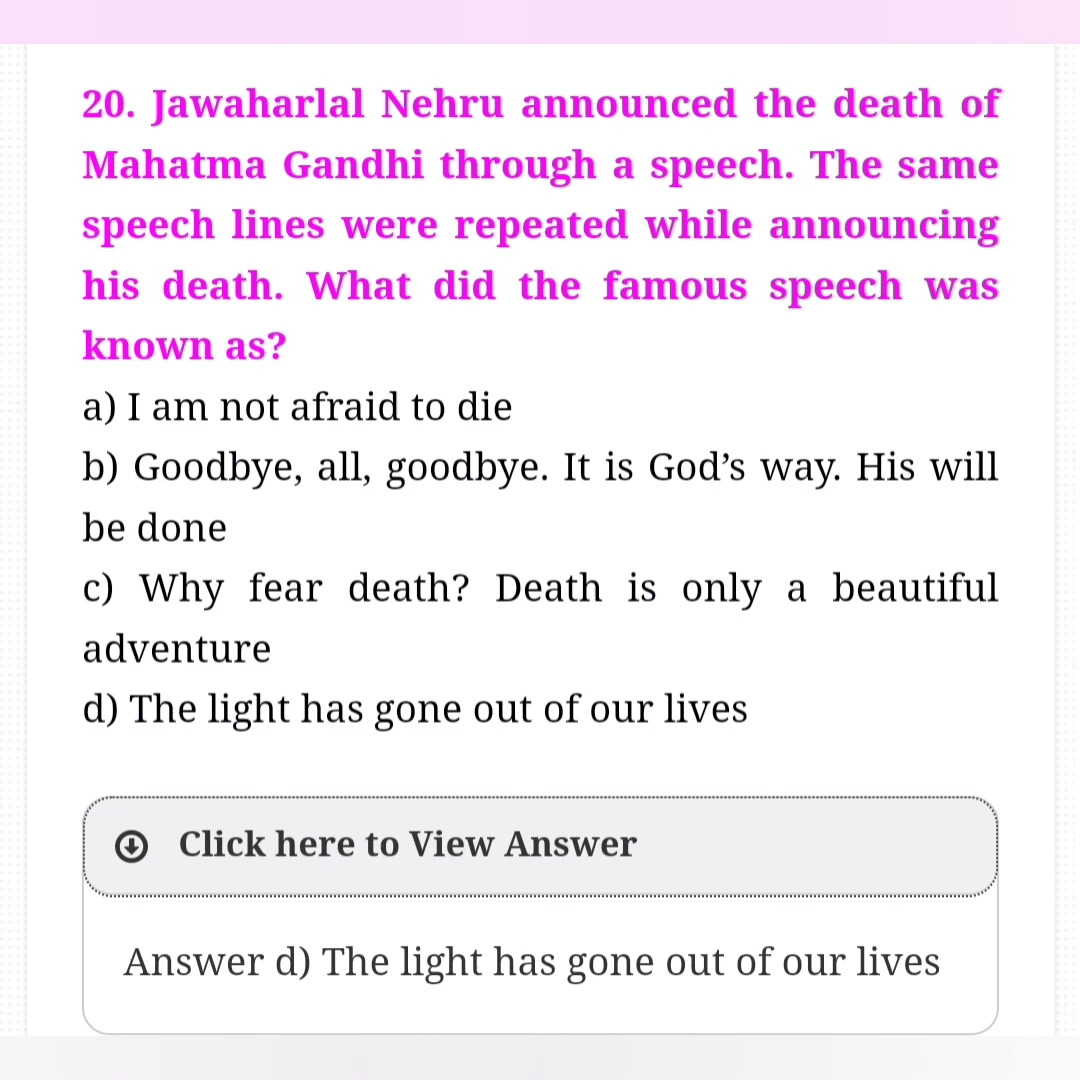 20. Jawaharlal Nehru announced the death of
Mahatma Gandhi through a speech. The same
speech lines were repeated while announcing
his death. What did the famous speech was
known as?
a) I am not afraid to die
b) Goodbye, all, goodbye. It is God’s way. His will
be done
c) Why fear death? Death is only a beautiful
adventure
d) The light has gone out of our lives
Click here to View Answer
Answer d) The light has gone out of our lives